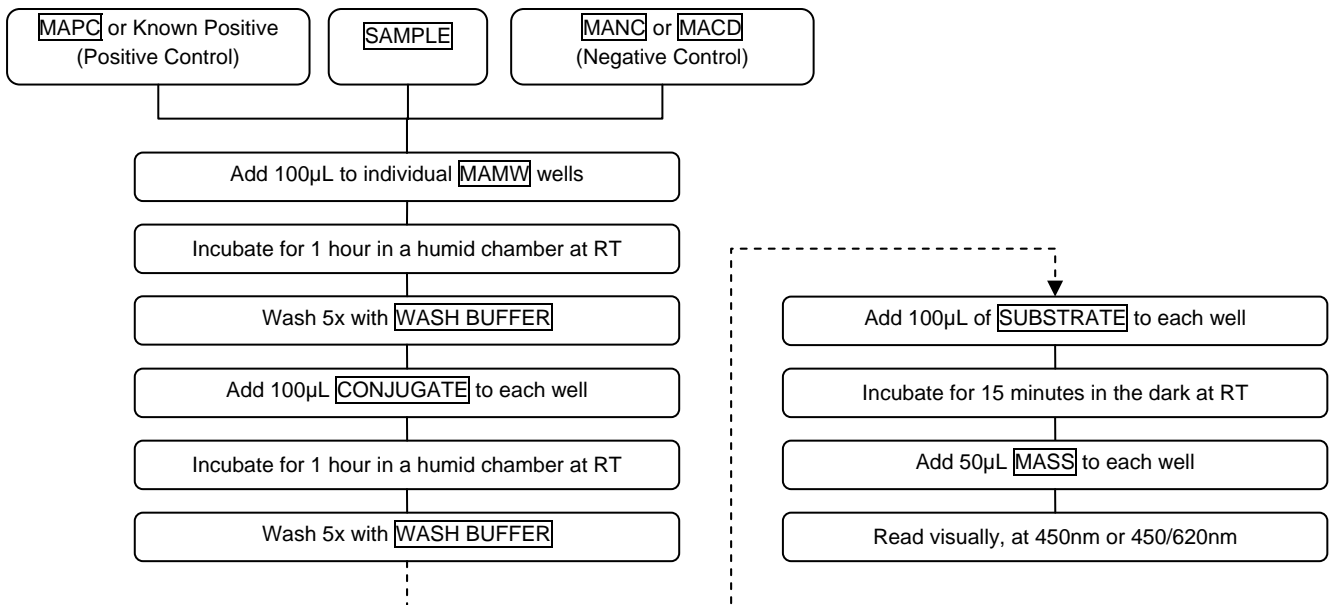 MAPC or Known Positive
(Positive Control)
SAMPLE
MANC or MACD
(Negative Control)
Add 100µL to individual MAMW wells
Incubate for 1 hour in a humid chamber at RT
Wash 5x with WASH BUFFER
Add 100µL CONJUGATE to each well
Incubate for 1 hour in a humid chamber at RT
Wash 5x with WASH BUFFER
Add 100µL of SUBSTRATE to each well
Incubate for 15 minutes in the dark at RT
Add 50µL MASS to each well
Read visually, at 450nm or 450/620nm